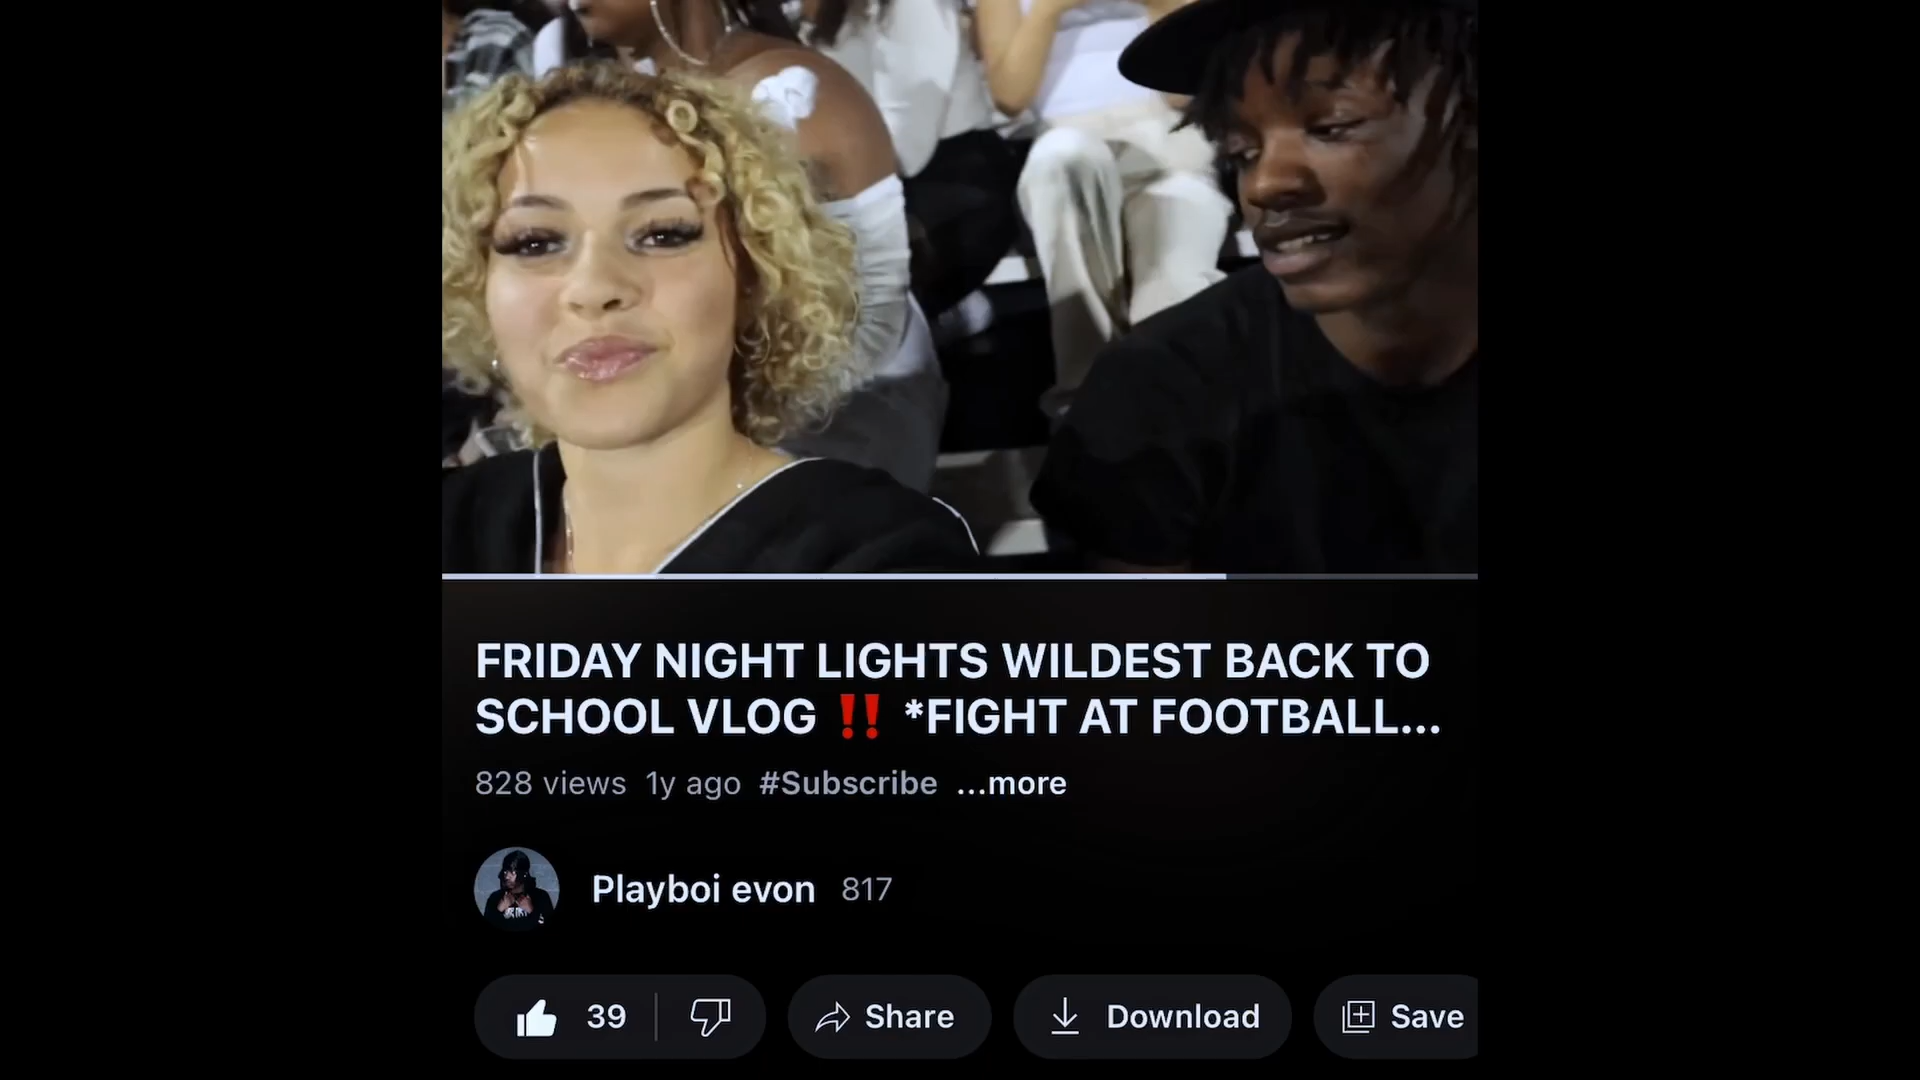 FRIDAY NIGHT LIGHTS WILDEST BACK TO
SCHOOL VLOG ‼️ *FIGHT AT FOOTBALL...
828 views 1y ago #Subscribe ...more
Playboi evon 817
39 Share Download Save